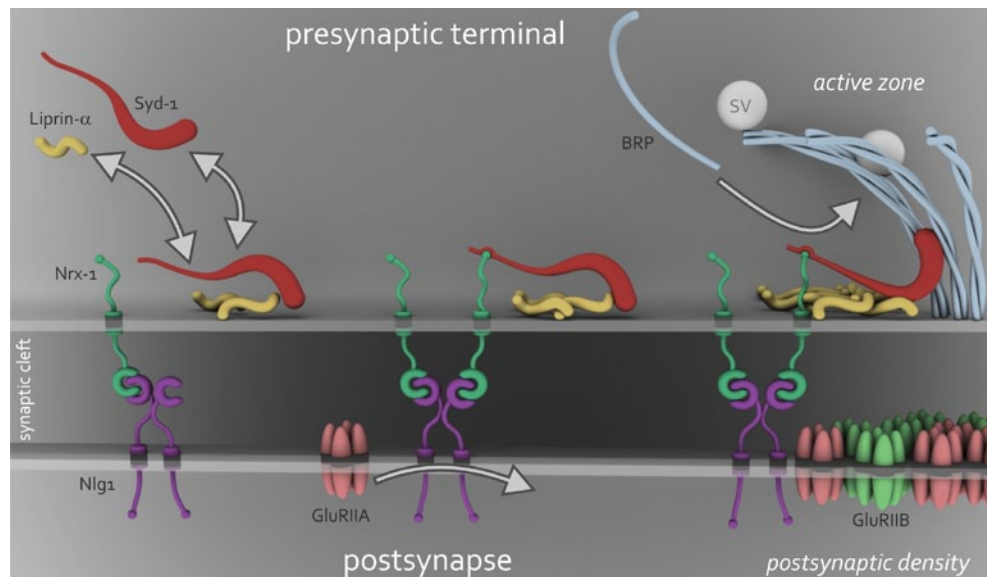 presynaptic terminal
active zone
Syd-1
Liprin-α
SV
BRP
Nrx-1
synaptic cleft
Nlg1
GluRIIA
GluRIIB
postsynapse
postsynaptic density